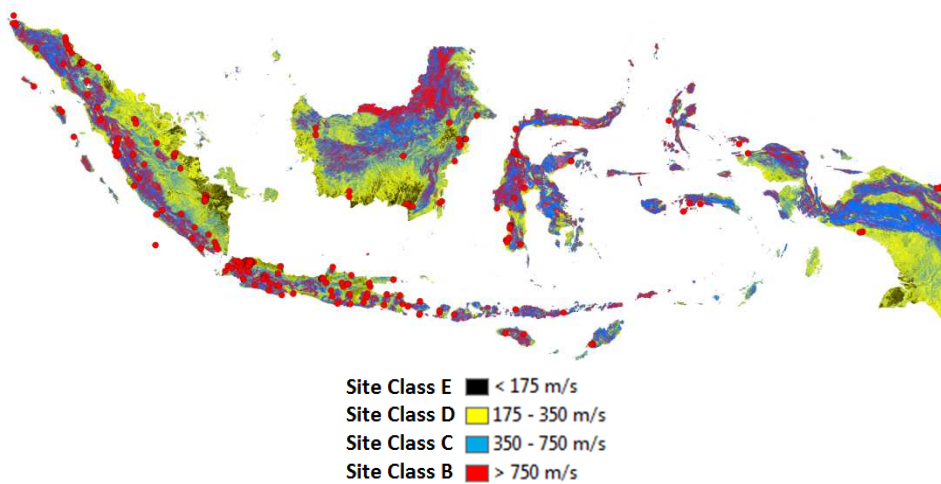 Site Class E < 175 m/s
Site Class D 175 - 350 m/s
Site Class C 350 - 750 m/s
Site Class B > 750 m/s